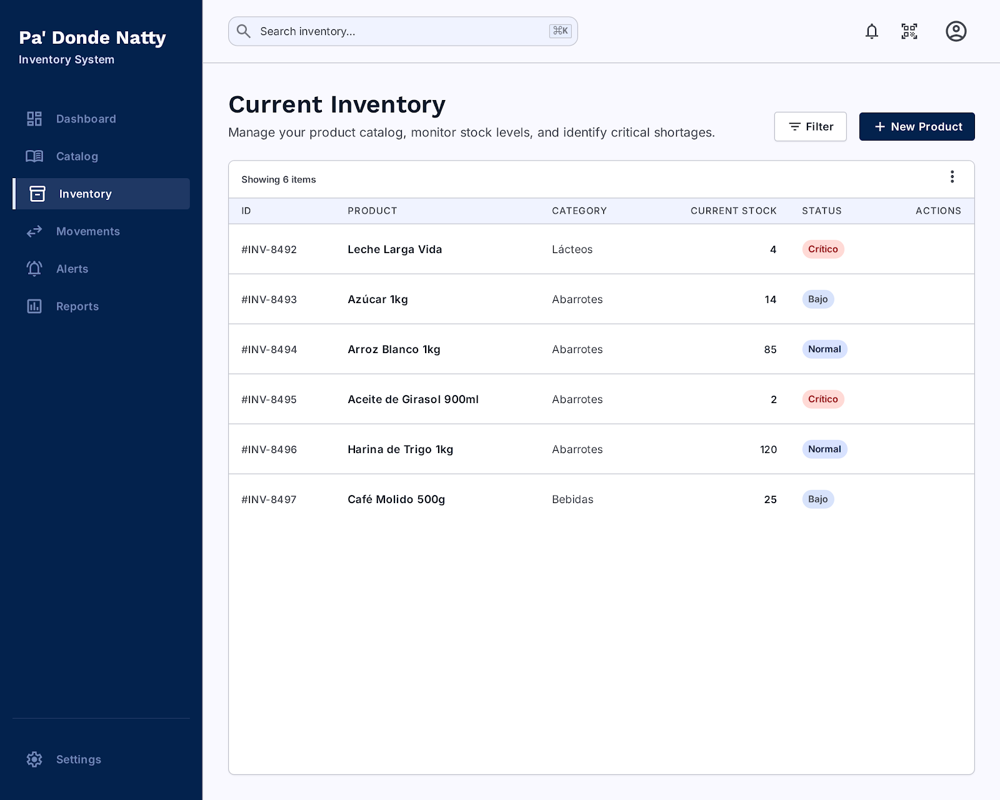 Pa' Donde Natty
Inventory System
Dashboard
Catalog
Inventory
Movements
Alerts
Reports
Settings
Search inventory...
⌘K
Current Inventory
Manage your product catalog, monitor stock levels, and identify critical shortages.
Filter
+ New Product
Showing 6 items
ID PRODUCT CATEGORY CURRENT STOCK STATUS ACTIONS
#INV-8492 Leche Larga Vida Lácteos 4 Crítico
#INV-8493 Azúcar 1kg Abarrotes 14 Bajo
#INV-8494 Arroz Blanco 1kg Abarrotes 85 Normal
#INV-8495 Aceite de Girasol 900ml Abarrotes 2 Crítico
#INV-8496 Harina de Trigo 1kg Abarrotes 120 Normal
#INV-8497 Café Molido 500g Bebidas 25 Bajo